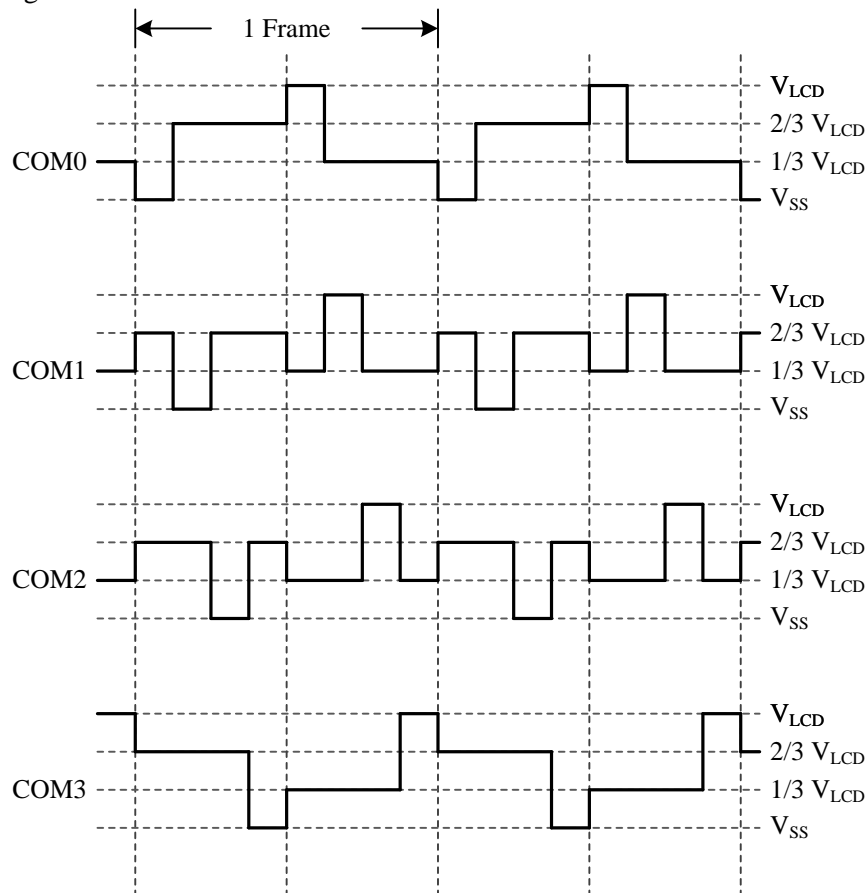 1 Frame
V_LCD
2/3 V_LCD
COM0
1/3 V_LCD
V_SS
V_LCD
2/3 V_LCD
COM1
1/3 V_LCD
V_SS
V_LCD
2/3 V_LCD
COM2
1/3 V_LCD
V_SS
V_LCD
2/3 V_LCD
COM3
1/3 V_LCD
V_SS